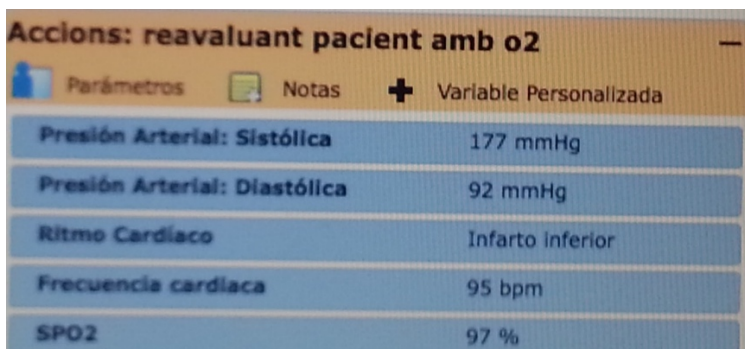 Accions: reavaluant pacient amb o2
Parámetros Notas Variable Personalizada
Presión Arterial: Sistólica 177 mmHg
Presión Arterial: Diastólica 92 mmHg
Ritmo Cardíaco Infarto inferior
Frecuencia cardíaca 95 bpm
SPO2 97 %